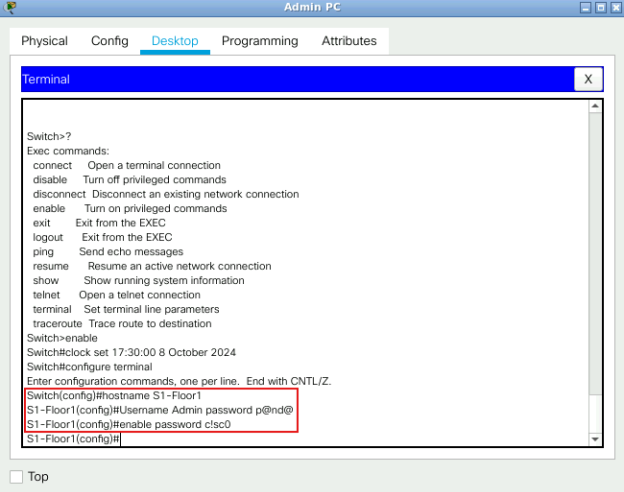 Admin PC
Physical Config Desktop Programming Attributes
Terminal X
Switch>?
Exec commands:
connect Open a terminal connection
disable Turn off privileged commands
disconnect Disconnect an existing network connection
enable Turn on privileged commands
exit Exit from the EXEC
logout Exit from the EXEC
ping Send echo messages
resume Resume an active network connection
show Show running system information
telnet Open a telnet connection
terminal Set terminal line parameters
traceroute Trace route to destination
Switch>enable
Switch#clock set 17:30:00 8 October 2024
Switch#configure terminal
Enter configuration commands, one per line. End with CNTL/Z.
Switch(config)#hostname S1-Floor1
S1-Floor1(config)#Username Admin password p@nd@
S1-Floor1(config)#enable password c!sc0
S1-Floor1(config)#
Top